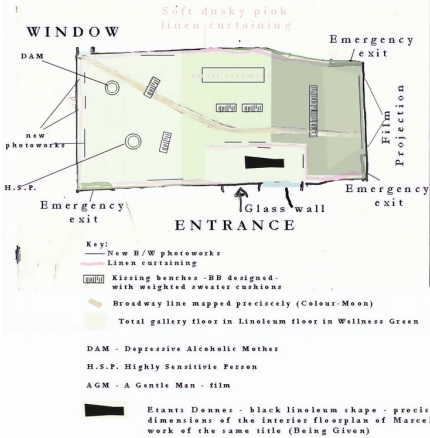 Soft dusky pink
linen curtaining
WINDOW
Emergency
exit
DAM
new
photoworks
Film
Projection
H.S.P.
Emergency
exit
Emergency
exit
Glass wall
ENTRANCE
Key:
New B/W photoworks
Linen curtaining
Kissing benches -BB designed-
with weighted sweater cushions
Broadway line mapped preciscely (Colour-Moon)
Total gallery floor in Linoleum floor in Wellness Green
DAM - Depressive Alcoholic Mother
H.S.P. Highly Sensitivie Person
AGM - A Gentle Man - film
Etants Donnes - black linoleum shape - precis
dimensions of the interior floorplan of Marcel
work of the same title (Being Given)